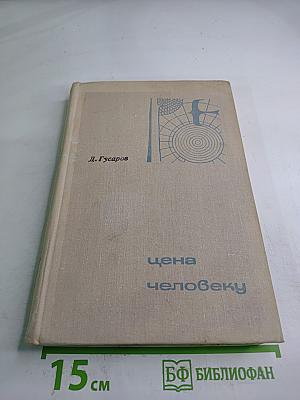 Д. Гусаров
цена
человеку
15 см
БФ БИБЛИОФАН